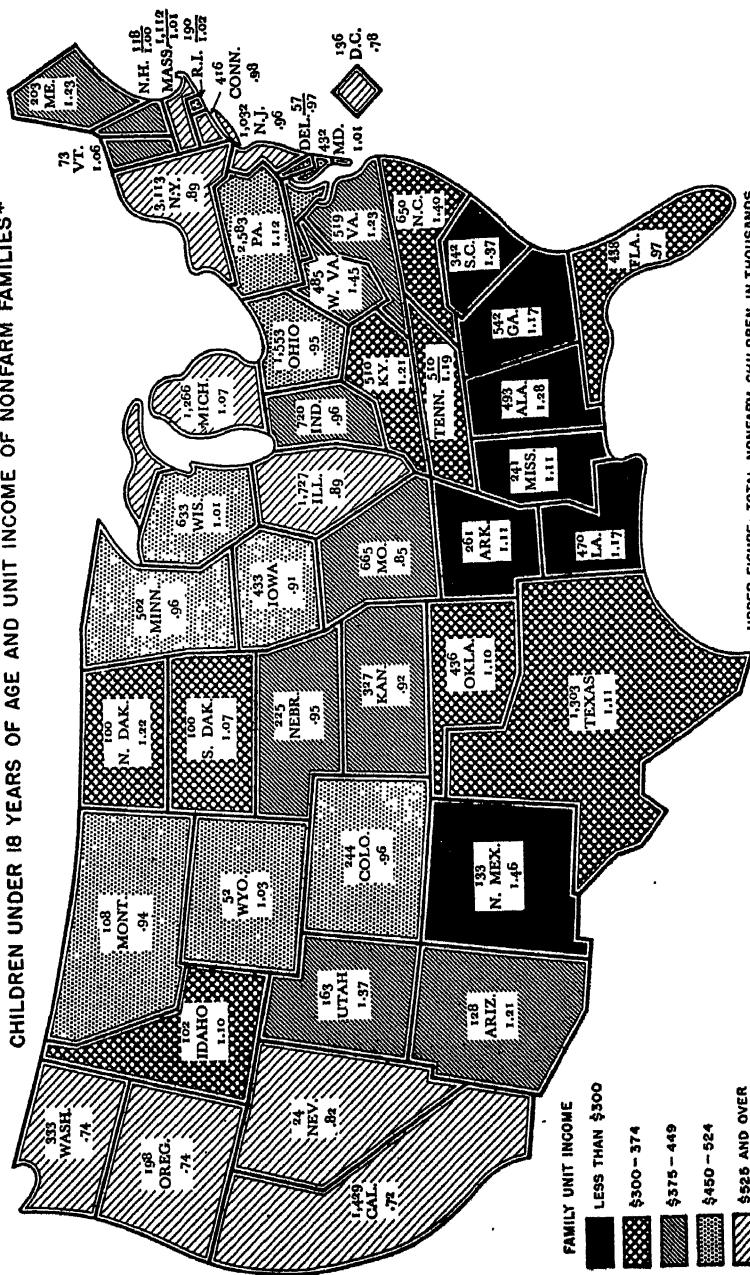 CHILDREN UNDER 18 YEARS OF AGE AND UNIT INCOME OF NONFARM FAMILIES*
333
WASH.
.74
198
OREG.
.74
1,429
CAL.
.72
24
NEV.
.82
102
IDAHO
1.10
108
MONT.
.94
52
WYO.
1.03
163
UTAH
1.37
128
ARIZ.
1.21
244
COLO.
.96
133
N. MEX.
1.46
100
N. DAK.
1.22
100
S. DAK.
1.07
225
NEBR.
.95
327
KAN.
.92
436
OKLA.
1.10
1,303
TEXAS
1.11
502
MINN.
.96
433
IOWA
.91
665
MO.
.85
261
ARK.
1.11
470
LA.
1.17
633
WIS.
1.01
1,727
ILL.
.89
1,266
MICH.
1.07
720
IND.
.96
1,553
OHIO
.95
510
KY.
1.21
510
TENN.
1.19
241
MISS.
1.11
493
ALA.
1.28
542
GA.
1.17
438
FLA.
.97
342
S.C.
1.37
650
N.C.
1.40
519
VA.
1.23
485
W. VA.
1.45
2,583
PA.
1.12
3,113
N.Y.
.89
73
VT.
1.06
203
ME.
1.23
118
N.H.
1.00
1,112
MASS.
1.01
190
R.I.
1.02
416
CONN.
.98
1,032
N.J.
.96
57
DEL.
.97
432
MD.
1.01
136
D.C.
.78
FAMILY UNIT INCOME
LESS THAN $300
$300-374
$375-449
$450-524
$525 AND OVER
UPPER FIGURE, TOTAL NONFARM CHILDREN IN THOUSANDS